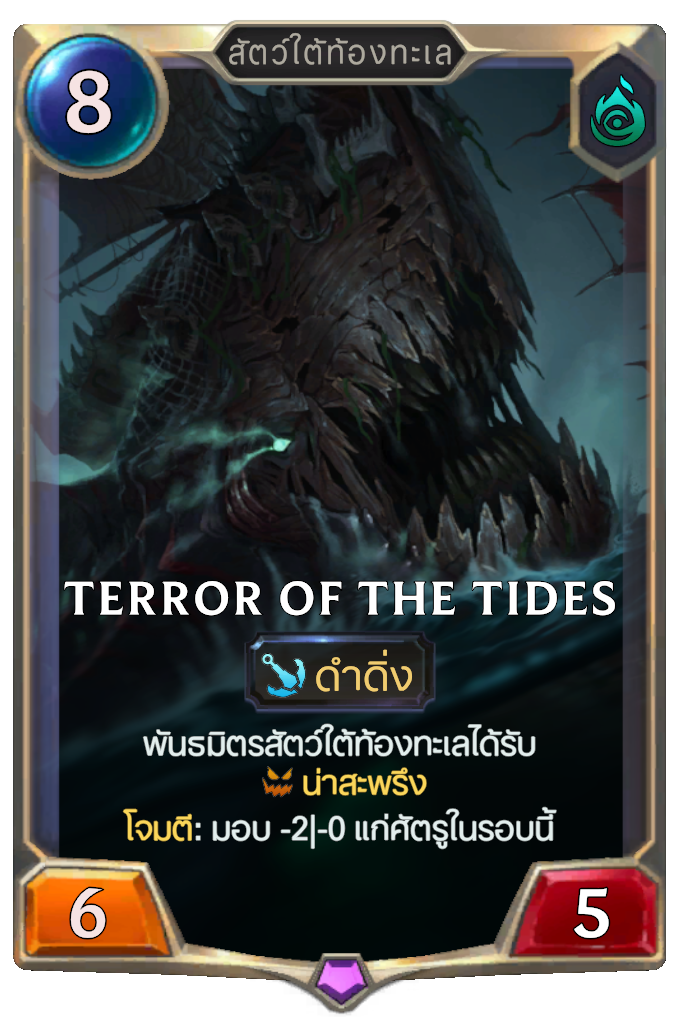 สัตว์ใต้ท้องทะเล
8
TERROR OF THE TIDES
ดำดิ่ง
พันธมิตรสัตว์ใต้ท้องทะเลได้รับ
น่าสะพรึง
โจมตี: มอบ -2|-0 แก่ศัตรูในรอบนี้
6
5